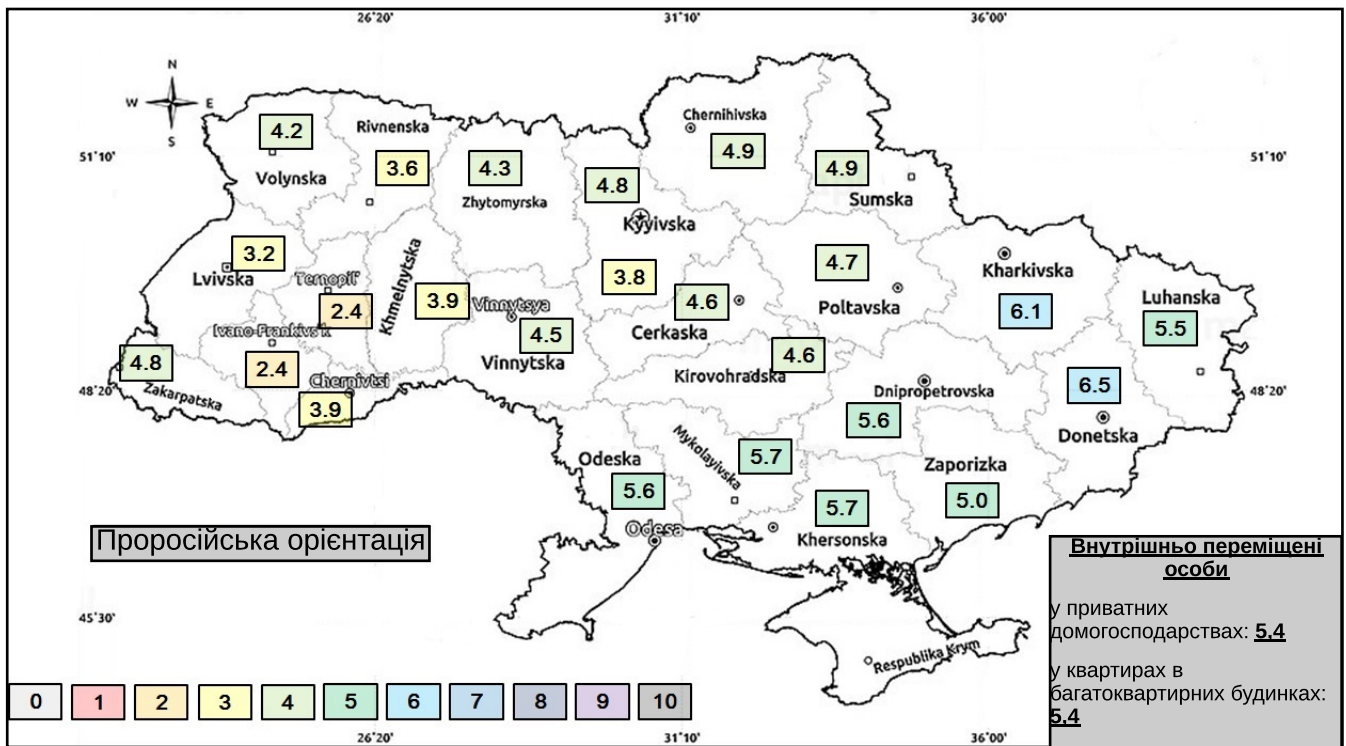 26°20' 31°10' 36°00'
N
W E
S
51°10' 51°10'
4.2
Rivnenska
Chernihivska
3.6
4.3
4.8
4.9
4.9
Volynska
Zhytomyrska
Sumska
Kyyivska
3.2
Lvivska
Ternopil'
2.4
Khmelnytska
3.9
Vinnytsya
4.5
Vinnytska
3.8
4.6
Cerkaska
4.7
Poltavska
Kharkivska
6.1
Luhanska
5.5
Ivano-Frankivs'k
2.4
4.8
Zakarpatska
Chernivtsi
3.9
4.6
Kirovohradska
Dnipropetrovska
5.6
6.5
Donetska
48°20' 48°20'
Odeska
5.6
Odesa
Mykolayivska
5.7
5.7
Khersonska
Zaporizka
5.0
Проросійська орієнтація
45°30'
Respublika Krym
Внутрішньо переміщені
особи
у приватних
домогосподарствах: 5,4
у квартирах в
багатоквартирних будинках:
5,4
0 1 2 3 4 5 6 7 8 9 10
26°20' 31°10' 36°00'